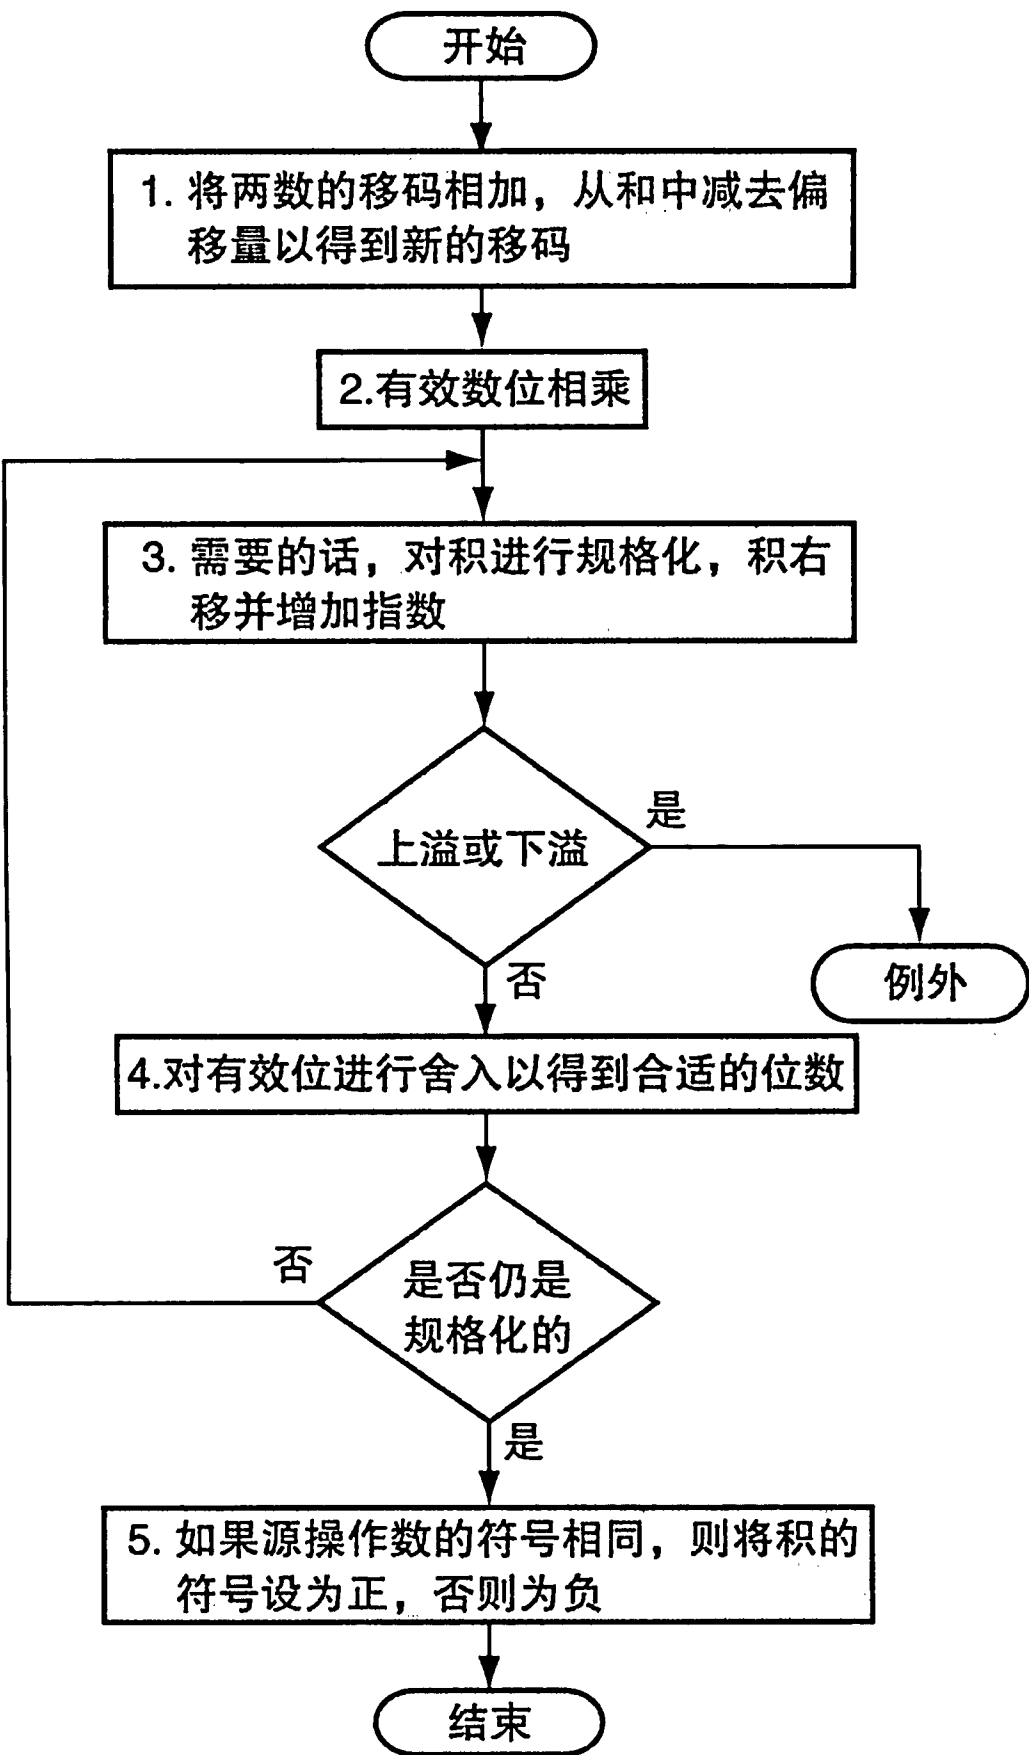 开始
1. 将两数的移码相加，从和中减去偏
移量以得到新的移码
2.有效数位相乘
3. 需要的话，对积进行规格化，积右
移并增加指数
上溢或下溢
是
例外
否
4.对有效位进行舍入以得到合适的位数
否
是否仍是
规格化的
是
5. 如果源操作数的符号相同，则将积的
符号设为正，否则为负
结束